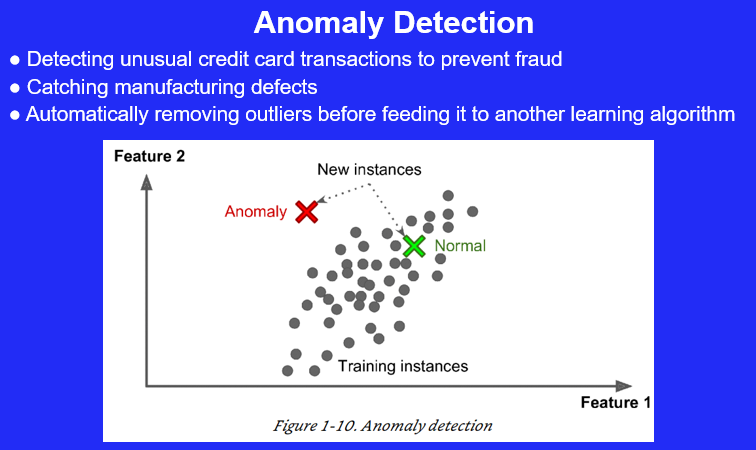 Anomaly Detection
● Detecting unusual credit card transactions to prevent fraud
● Catching manufacturing defects
● Automatically removing outliers before feeding it to another learning algorithm
Feature 2
New instances
Anomaly
Normal
Training instances
Feature 1
Figure 1-10. Anomaly detection